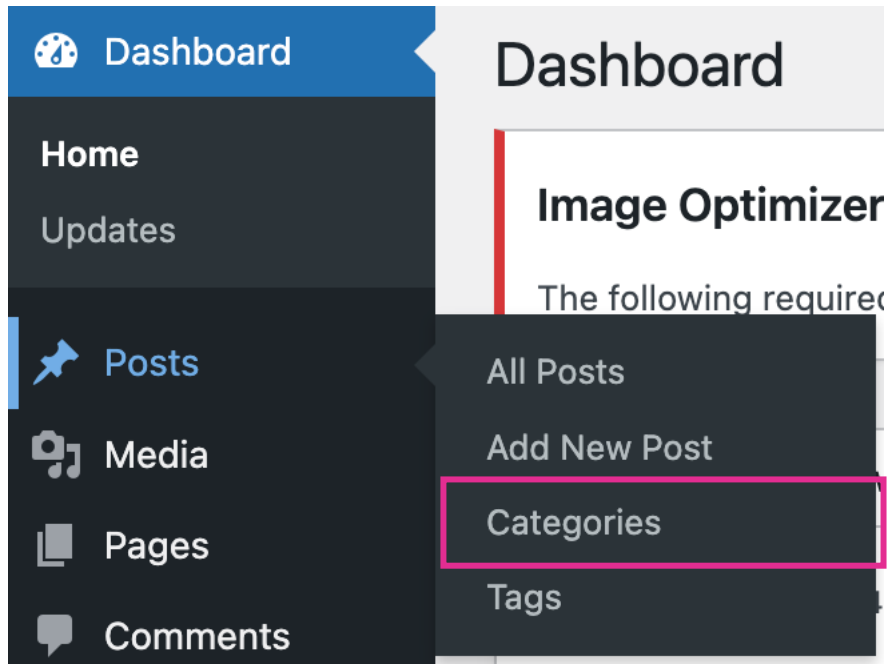 Dashboard
Home
Updates
Posts
Media
Pages
Comments
Dashboard
Image Optimizer
The following required
All Posts
Add New Post
Categories
Tags